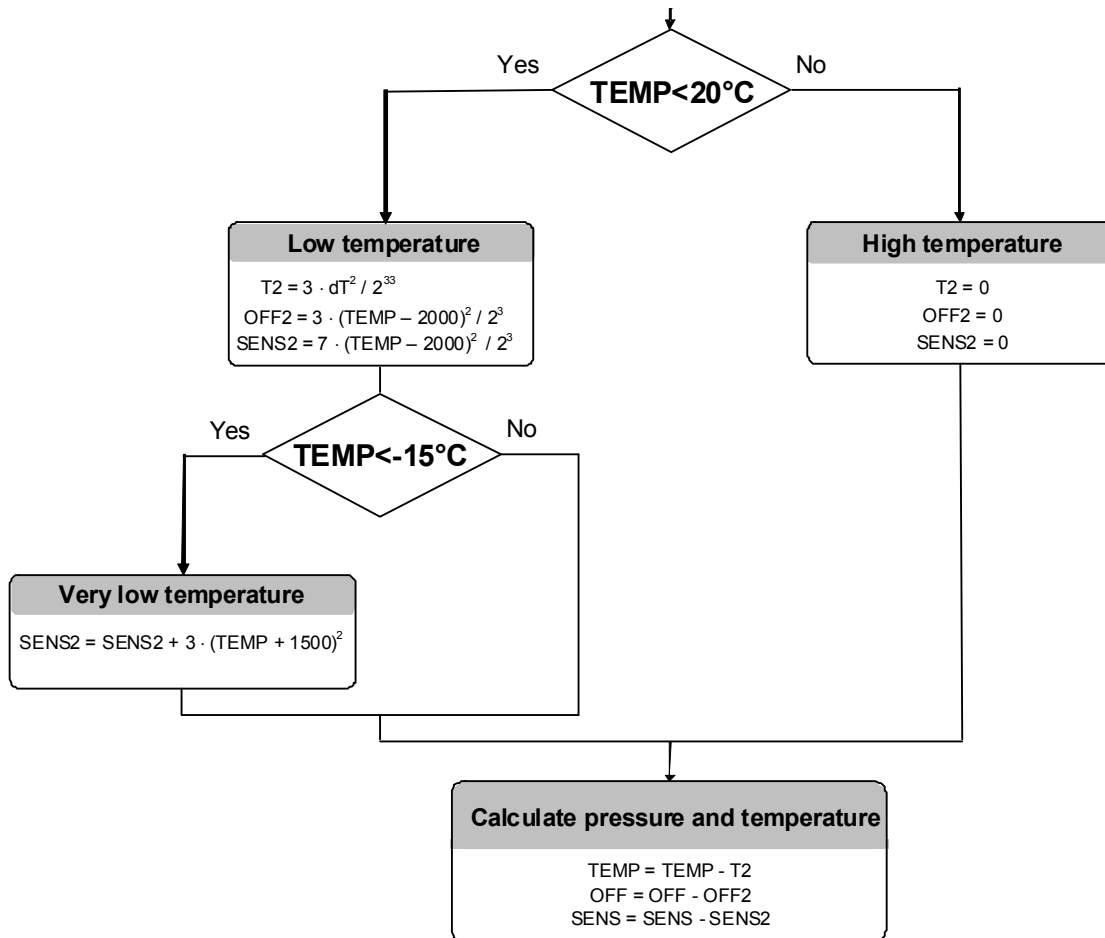 Yes
No
TEMP<20°C
Low temperature
T2 = 3 · dT² / 2³³
OFF2 = 3 · (TEMP – 2000)² / 2³
SENS2 = 7 · (TEMP – 2000)² / 2³
High temperature
T2 = 0
OFF2 = 0
SENS2 = 0
Yes
No
TEMP<-15°C
Very low temperature
SENS2 = SENS2 + 3 · (TEMP + 1500)²
Calculate pressure and temperature
TEMP = TEMP - T2
OFF = OFF - OFF2
SENS = SENS - SENS2